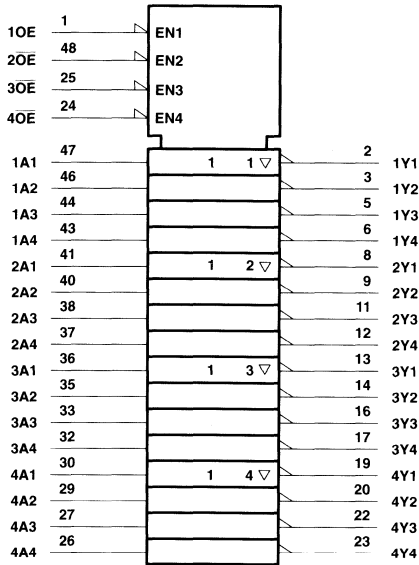 1
1OE EN1
48
2OE EN2
25
3OE EN3
24
4OE EN4
47 1 1 ▽ 2
1A1 1Y1
46 3
1A2 1Y2
44 5
1A3 1Y3
43 6
1A4 1Y4
41 1 2 ▽ 8
2A1 2Y1
40 9
2A2 2Y2
38 11
2A3 2Y3
37 12
2A4 2Y4
36 1 3 ▽ 13
3A1 3Y1
35 14
3A2 3Y2
33 16
3A3 3Y3
32 17
3A4 3Y4
30 1 4 ▽ 19
4A1 4Y1
29 20
4A2 4Y2
27 22
4A3 4Y3
26 23
4A4 4Y4